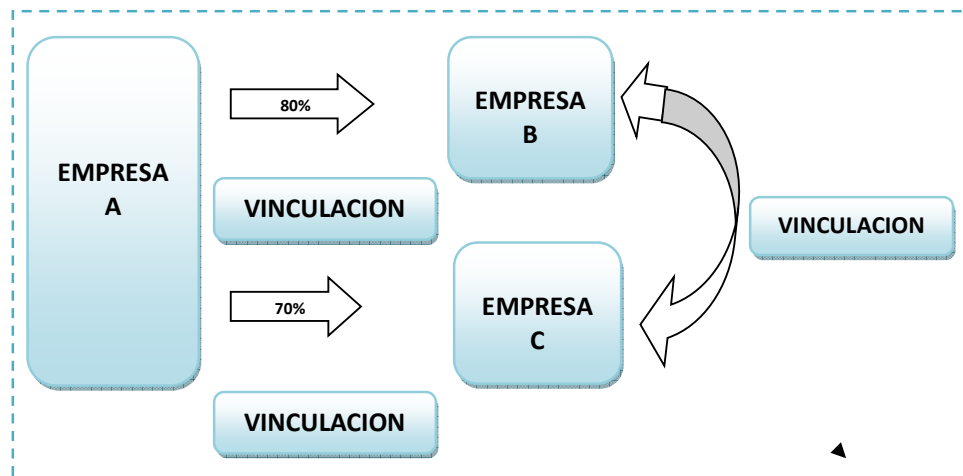 EMPRESA
A
80%
VINCULACION
70%
VINCULACION
EMPRESA
B
EMPRESA
C
VINCULACION